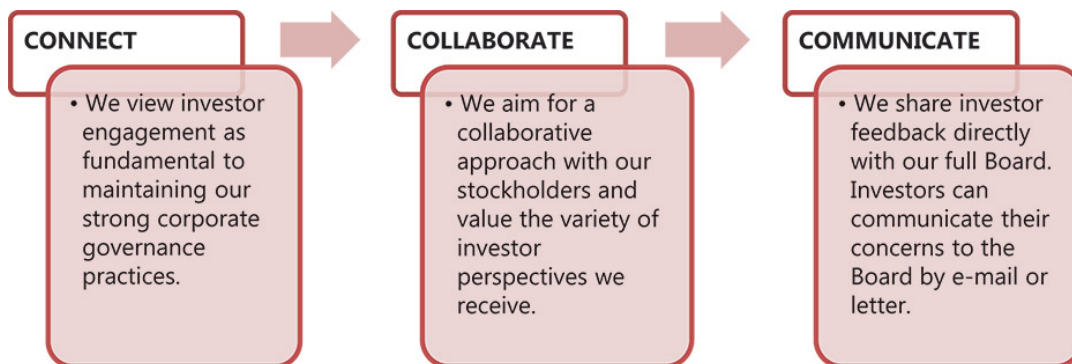 CONNECT
• We view investor
engagement as
fundamental to
maintaining our
strong corporate
governance
practices.
COLLABORATE
• We aim for a
collaborative
approach with our
stockholders and
value the variety of
investor
perspectives we
receive.
COMMUNICATE
• We share investor
feedback directly
with our full Board.
Investors can
communicate their
concerns to the
Board by e-mail or
letter.